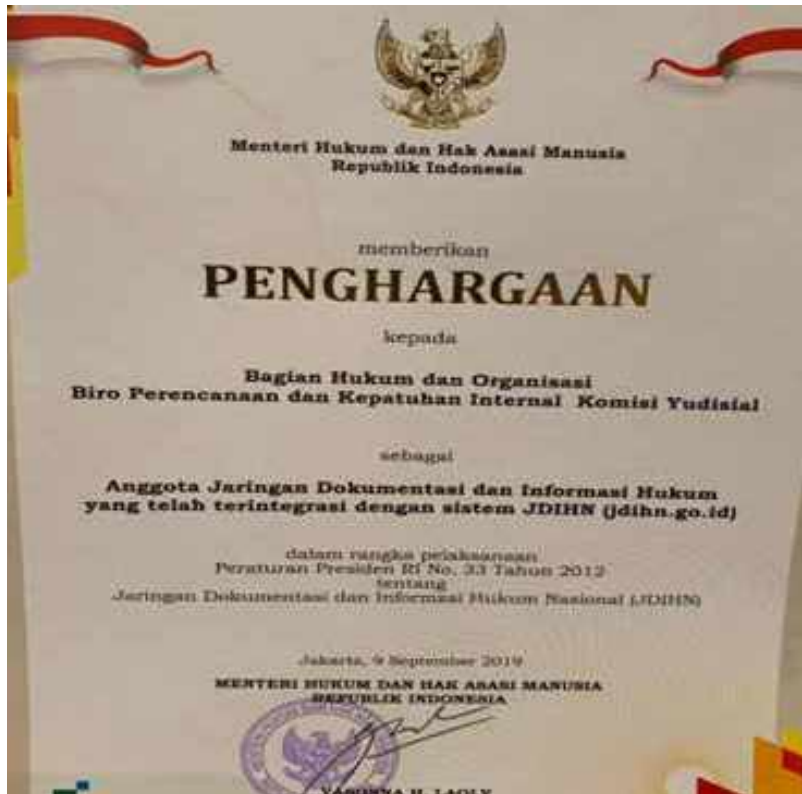 Menteri Hukum dan Hak Asasi Manusia
Republik Indonesia
memberikan
PENGHARGAAN
kepada
Bagian Hukum dan Organisasi
Biro Perencanaan dan Kepatuhan Internal Komisi Yudisial
sebagai
Anggota Jaringan Dokumentasi dan Informasi Hukum
yang telah terintegrasi dengan sistem JDIHN (jdihn.go.id)
dalam rangka pelaksanaan
Peraturan Presiden RI No. 33 Tahun 2012
tentang
Jaringan Dokumentasi dan Informasi Hukum Nasional (JDIHN)
Jakarta, 9 September 2019
MENTERI HUKUM DAN HAK ASASI MANUSIA
REPUBLIK INDONESIA
YASONNA H. LAOLY